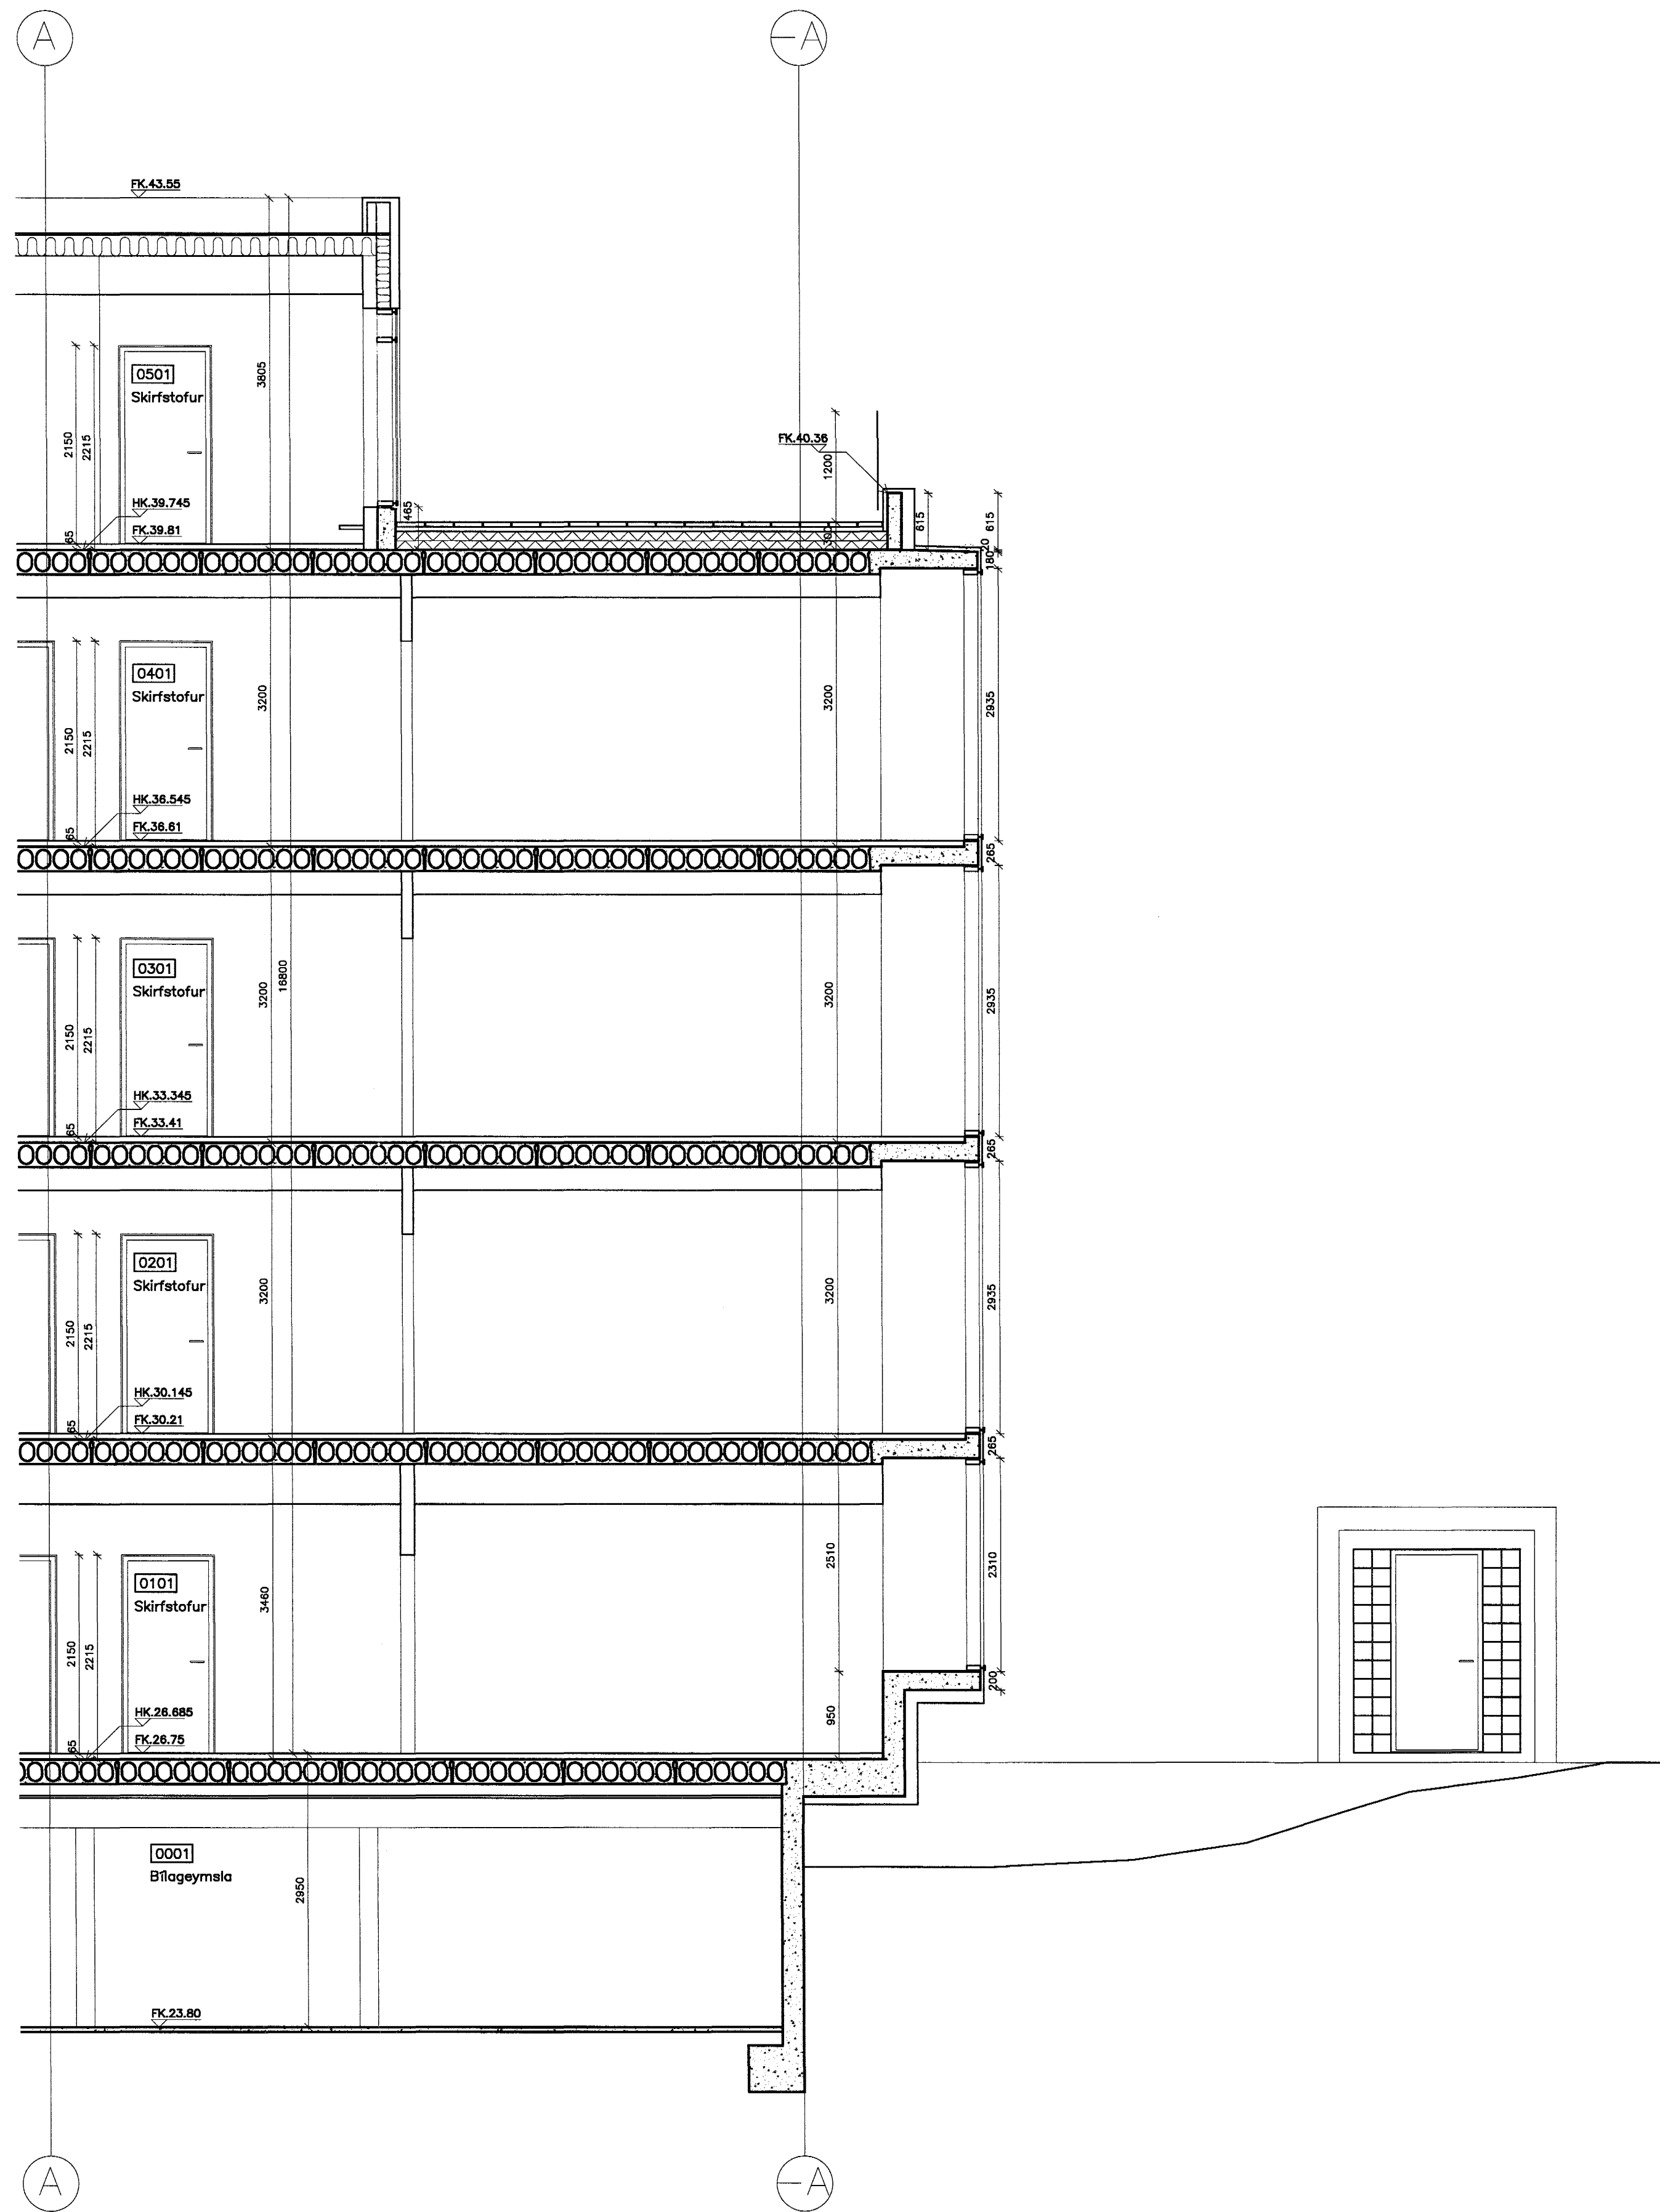 A
—A
FK.43.55
3805
0501
Skirfstofur
2150
2215
HK.39.745
FK.39.81
65
465
FK.40.36
1200
300
615
615
20
180
0401
Skirfstofur
2150
2215
3200
3200
2935
HK.36.545
FK.36.61
65
265
0301
Skirfstofur
2150
2215
3200
16800
3200
2935
HK.33.345
FK.33.41
65
265
0201
Skirfstofur
2150
2215
3200
3200
2935
HK.30.145
FK.30.21
65
265
0101
Skirfstofur
2150
2215
3460
2510
2310
200
950
HK.26.685
FK.26.75
65
0001
Bílageymsla
2950
FK.23.80
A
—A